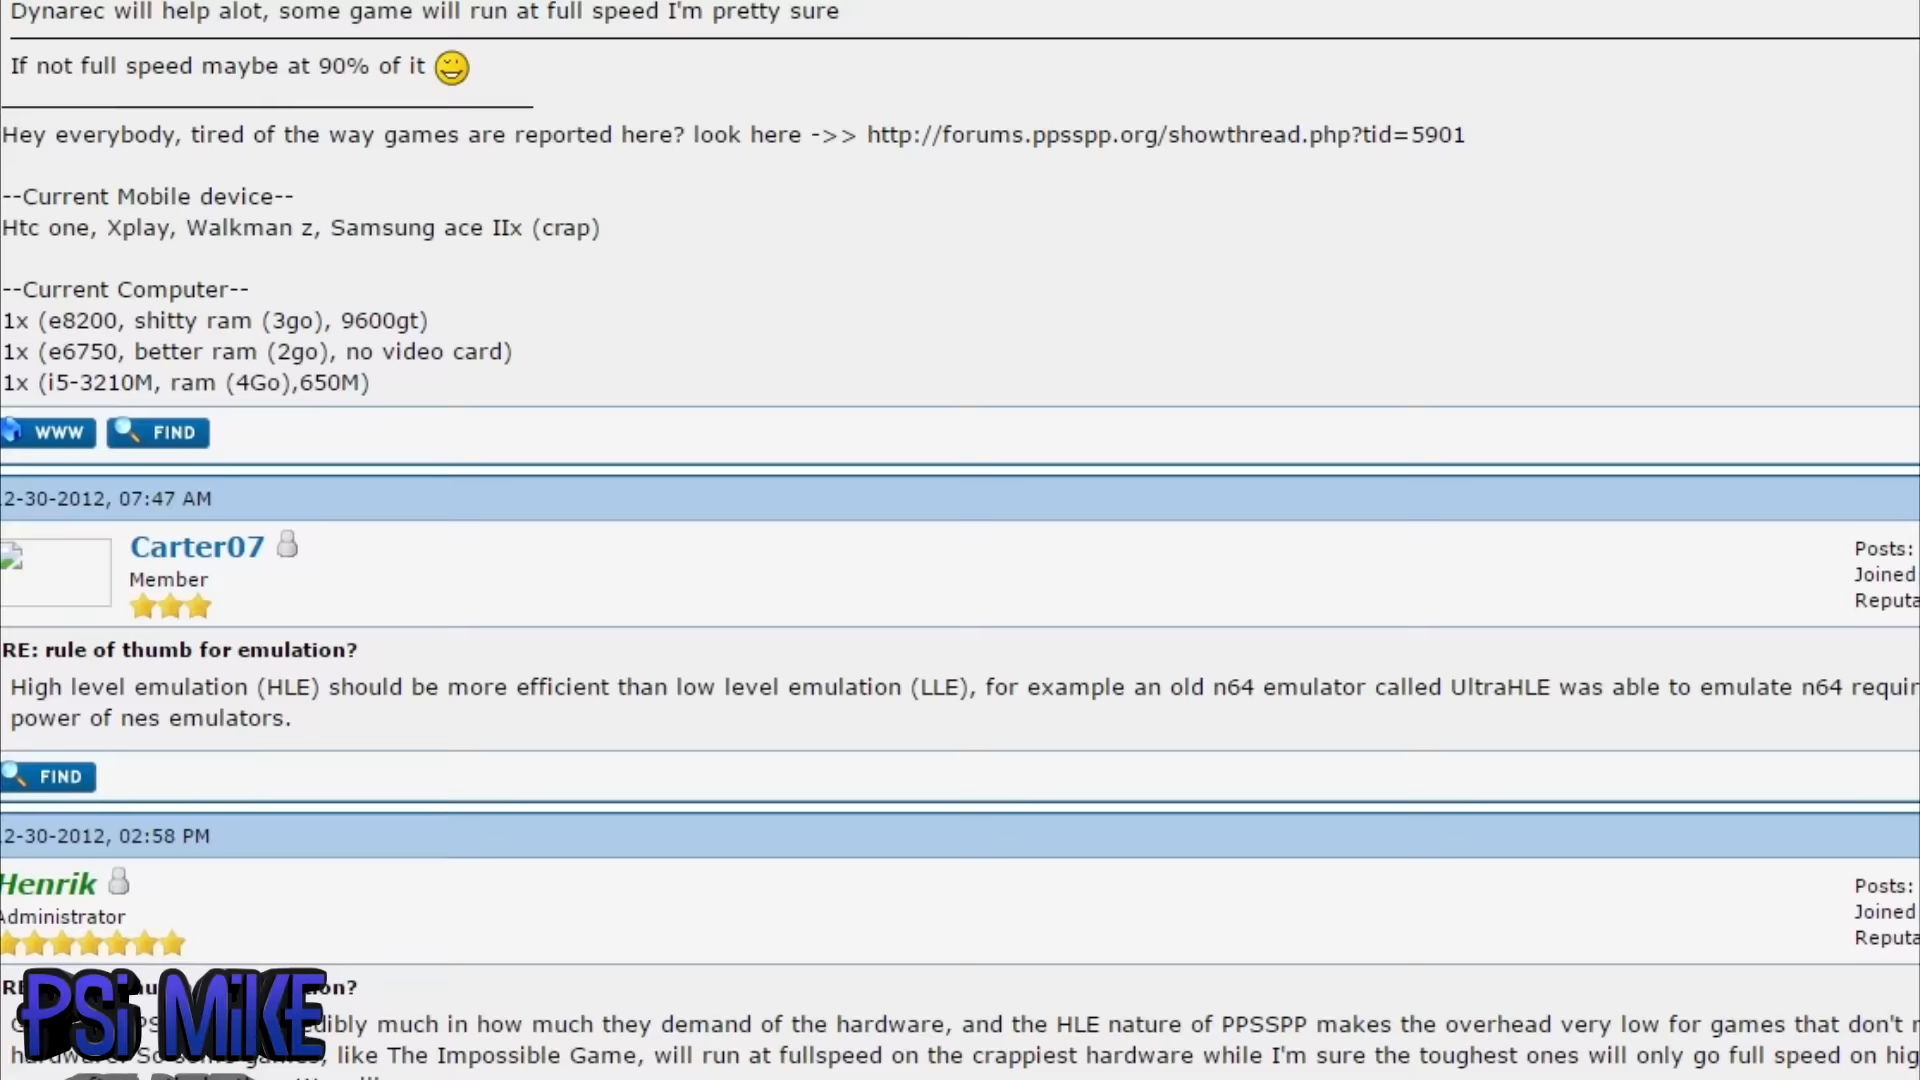 Dynarec will help alot, some game will run at full speed I'm pretty sure
If not full speed maybe at 90% of it
Hey everybody, tired of the way games are reported here? look here ->> http://forums.ppsspp.org/showthread.php?tid=5901
--Current Mobile device--
Htc one, Xplay, Walkman z, Samsung ace IIx (crap)
--Current Computer--
1x (e8200, shitty ram (3go), 9600gt)
1x (e6750, better ram (2go), no video card)
1x (i5-3210M, ram (4Go),650M)
WWW FIND
2-30-2012, 07:47 AM
Carter07
Member
Posts:
Joined
Reputa
RE: rule of thumb for emulation?
High level emulation (HLE) should be more efficient than low level emulation (LLE), for example an old n64 emulator called UltraHLE was able to emulate n64 requir
power of nes emulators.
FIND
2-30-2012, 02:58 PM
Henrik
Administrator
Posts:
Joined
Reputa
PSi MiKE
much in how much they demand of the hardware, and the HLE nature of PPSSPP makes the overhead very low for games that don't
like The Impossible Game, will run at fullspeed on the crappiest hardware while I'm sure the toughest ones will only go full speed on hig